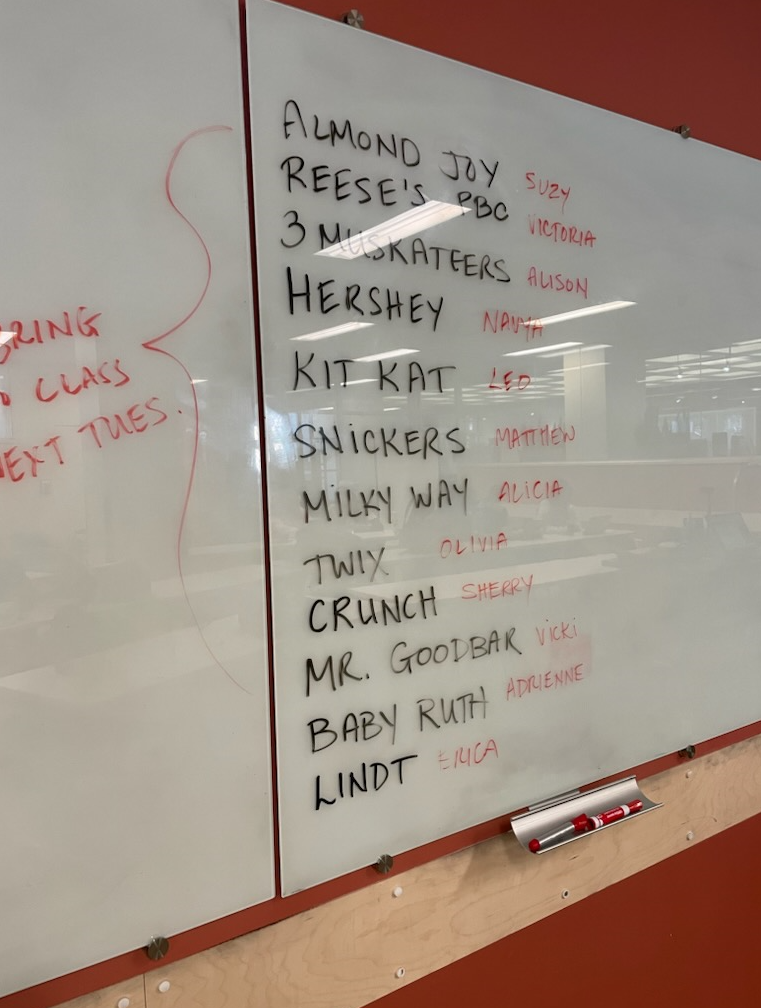 BRING
CLASS
NEXT TUES.
ALMOND JOY SUZY
REESE'S PBC VICTORIA
3 MUSKATEERS ALISON
HERSHEY NAVYA
KIT KAT LEO
SNICKERS MATTHEW
MILKY WAY ALICIA
TWIX OLIVIA
CRUNCH SHERRY
MR. GOODBAR Vicki
BABY RUTH ADRIENNE
LINDT ERICA